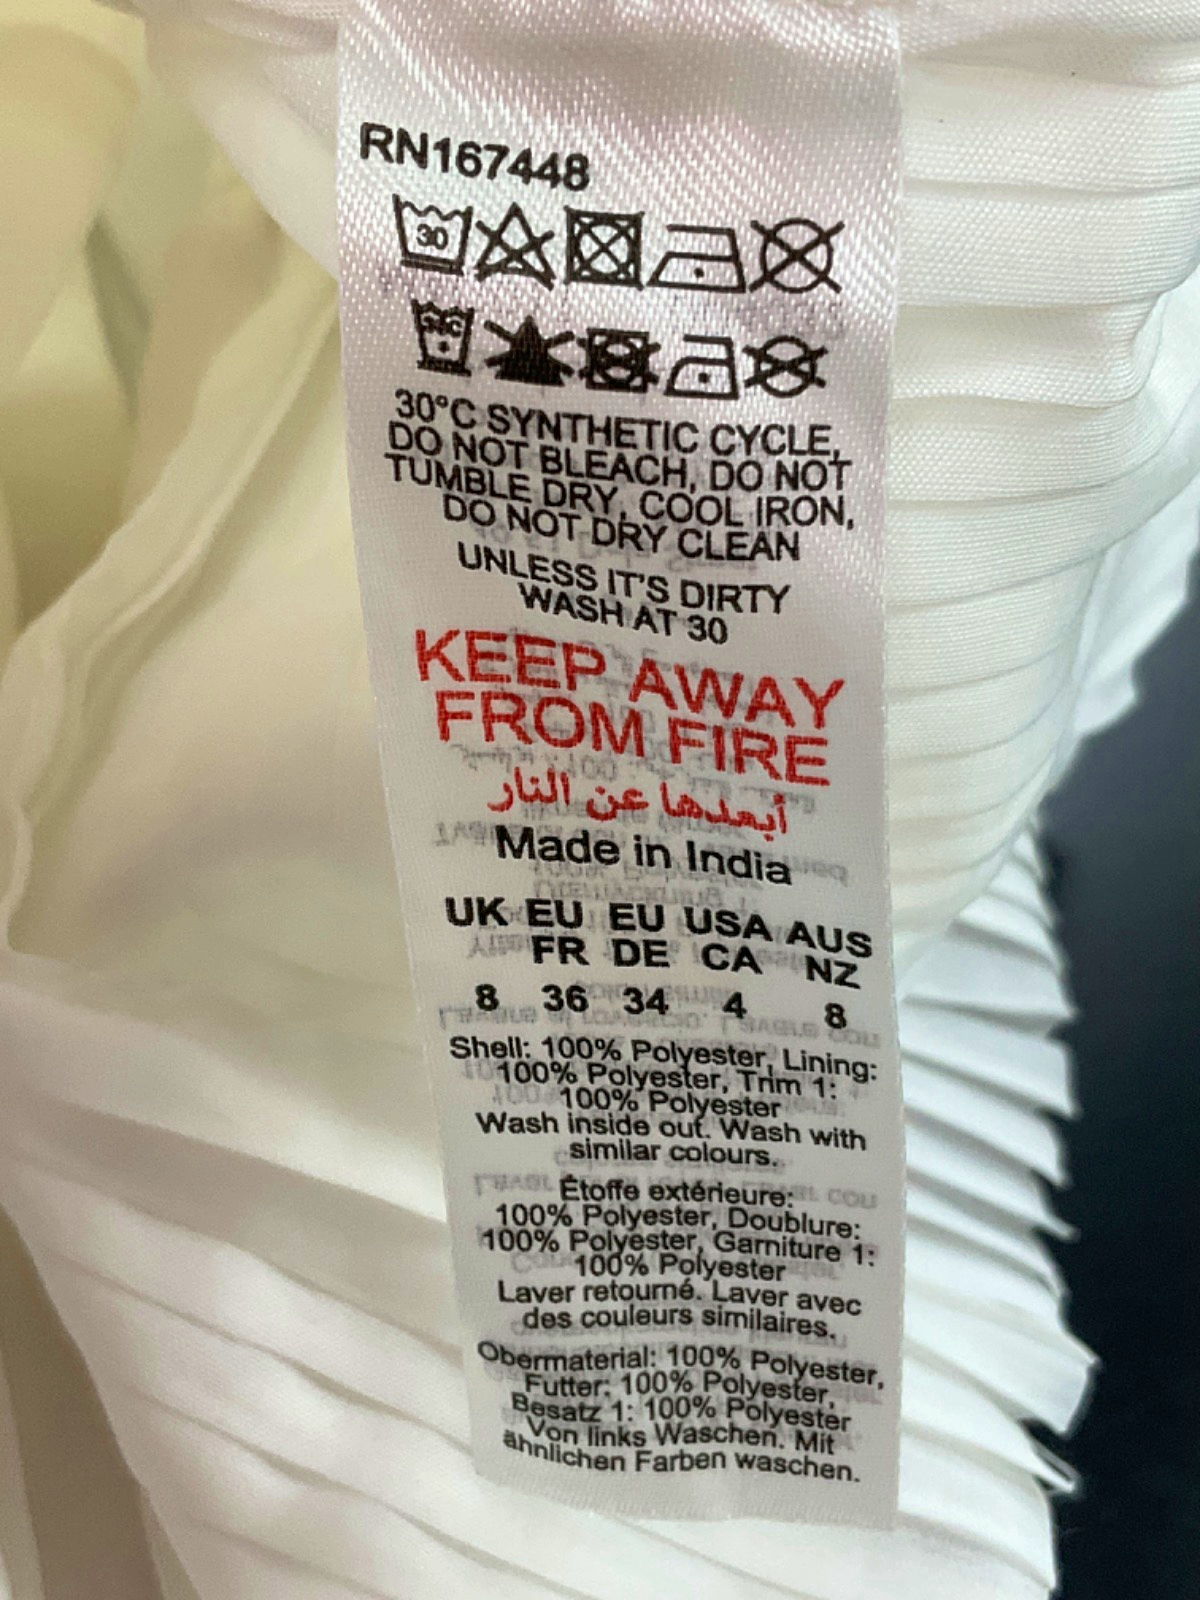 RN167448
30
30°C
30°C SYNTHETIC CYCLE,
DO NOT BLEACH, DO NOT
TUMBLE DRY, COOL IRON,
DO NOT DRY CLEAN
UNLESS IT'S DIRTY
WASH AT 30
KEEP AWAY
FROM FIRE
أبعدها عن النار
Made in India
UK EU EU USA AUS
FR DE CA NZ
8 36 34 4 8
Shell: 100% Polyester, Lining:
100% Polyester, Trim 1:
100% Polyester
Wash inside out. Wash with
similar colours.
Étoffe extérieure:
100% Polyester, Doublure:
100% Polyester, Garniture 1:
100% Polyester
Laver retourné. Laver avec
des couleurs similaires.
Obermaterial: 100% Polyester,
Futter: 100% Polyester,
Besatz 1: 100% Polyester
Von links Waschen. Mit
ähnlichen Farben waschen.